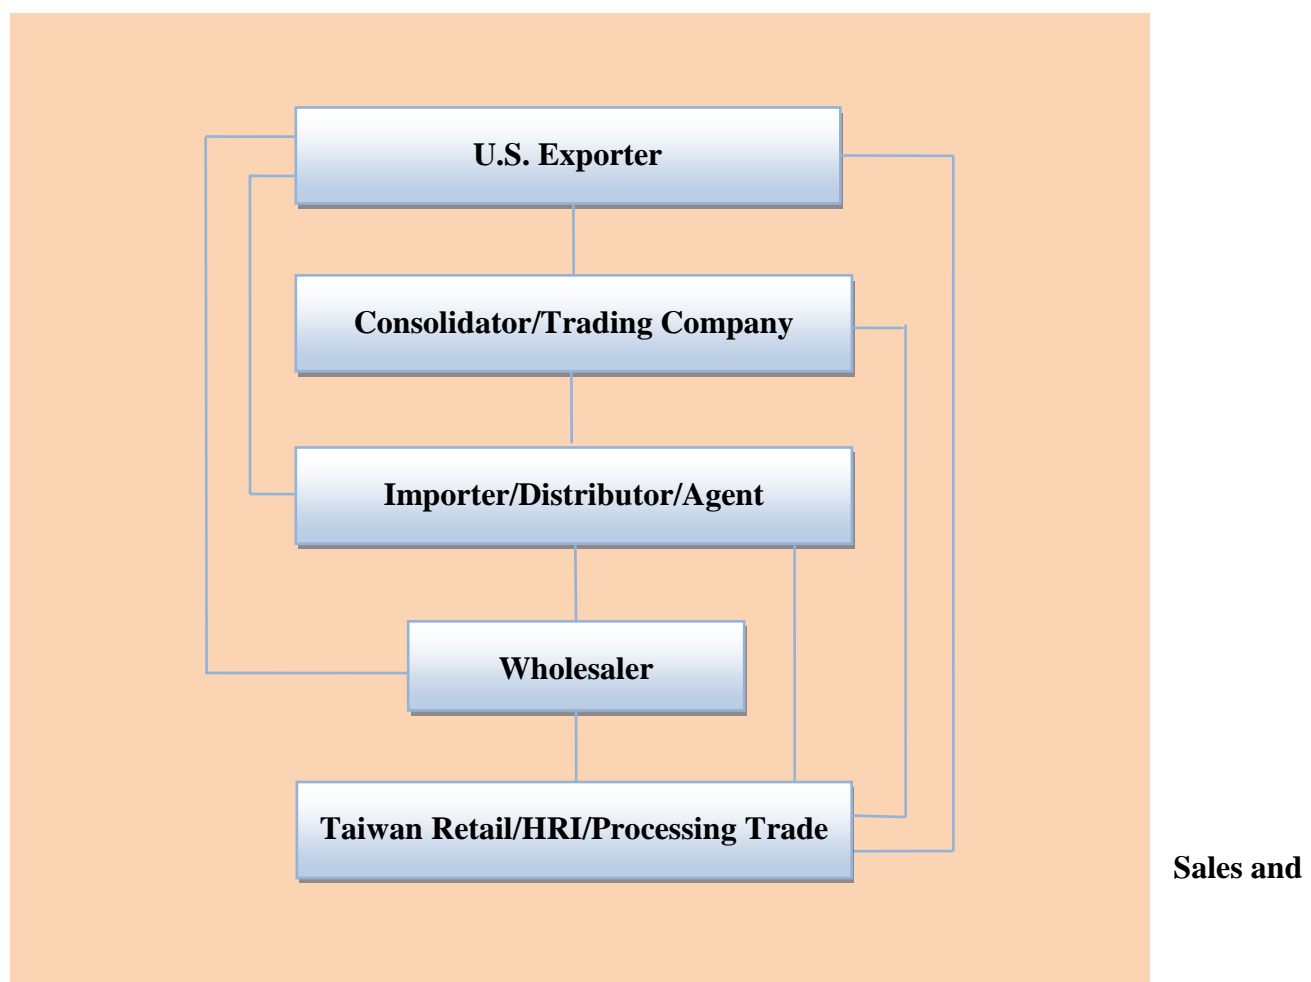 U.S. Exporter
Consolidator/Trading Company
Importer/Distributor/Agent
Wholesaler
Taiwan Retail/HRI/Processing Trade
Sales and